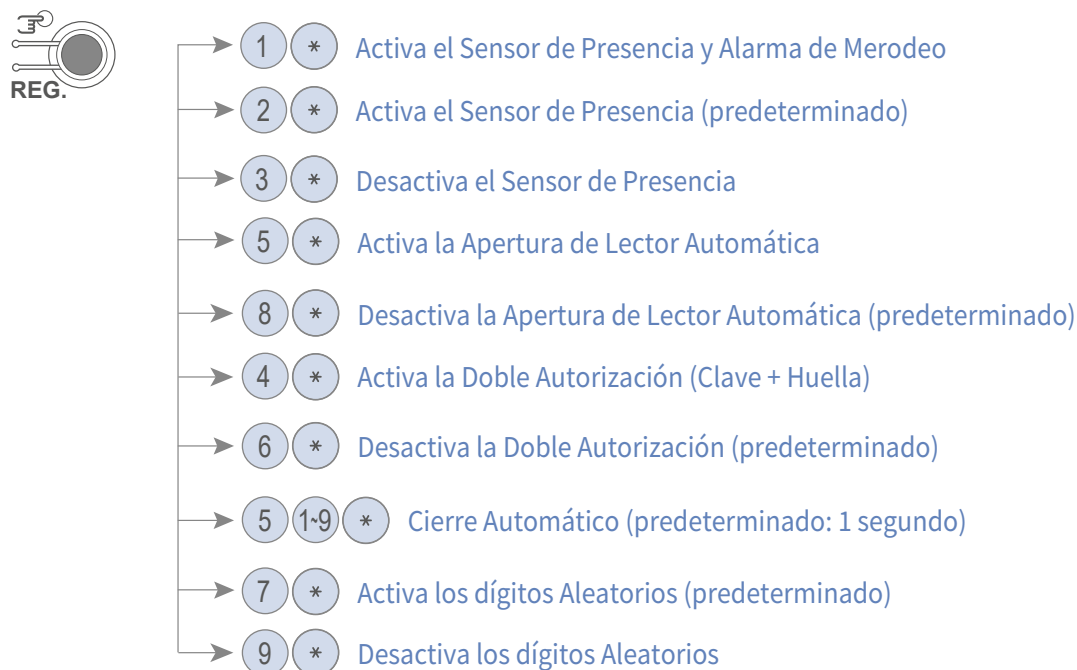 REG.
1 * Activa el Sensor de Presencia y Alarma de Merodeo
2 * Activa el Sensor de Presencia (predeterminado)
3 * Desactiva el Sensor de Presencia
5 * Activa la Apertura de Lector Automática
8 * Desactiva la Apertura de Lector Automática (predeterminado)
4 * Activa la Doble Autorización (Clave + Huella)
6 * Desactiva la Doble Autorización (predeterminado)
5 1~9 * Cierre Automático (predeterminado: 1 segundo)
7 * Activa los dígitos Aleatorios (predeterminado)
9 * Desactiva los dígitos Aleatorios